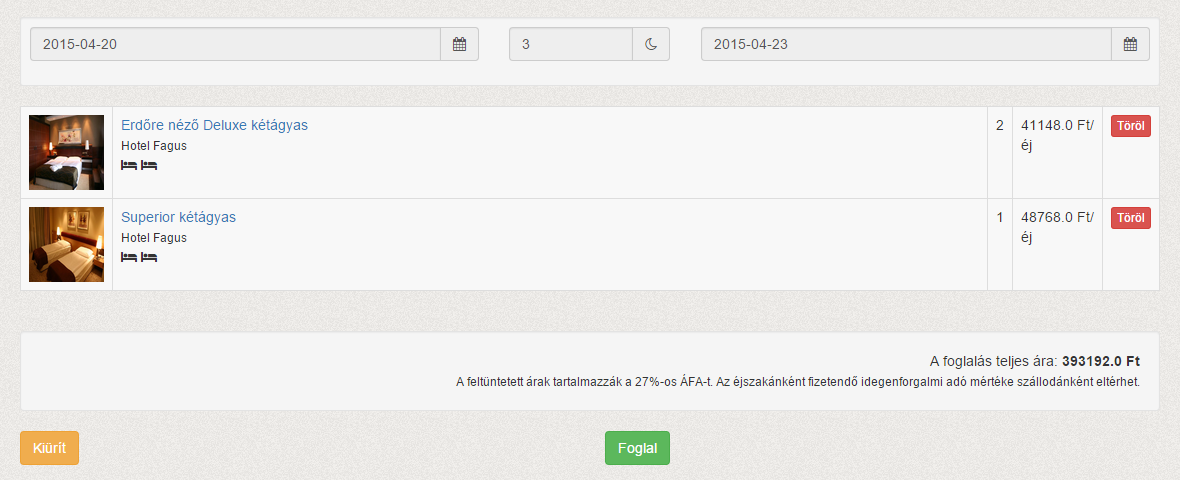 2015-04-20 3 2015-04-23
Erdőre néző Deluxe kétágyas 2 41148.0 Ft/ Töröl
Hotel Fagus éj
Superior kétágyas 1 48768.0 Ft/ Töröl
Hotel Fagus éj
A foglalás teljes ára: 393192.0 Ft
A feltüntetett árak tartalmazzák a 27%-os ÁFA-t. Az éjszakánként fizetendő idegenforgalmi adó mértéke szállodánként eltérhet.
Kiürít Foglal